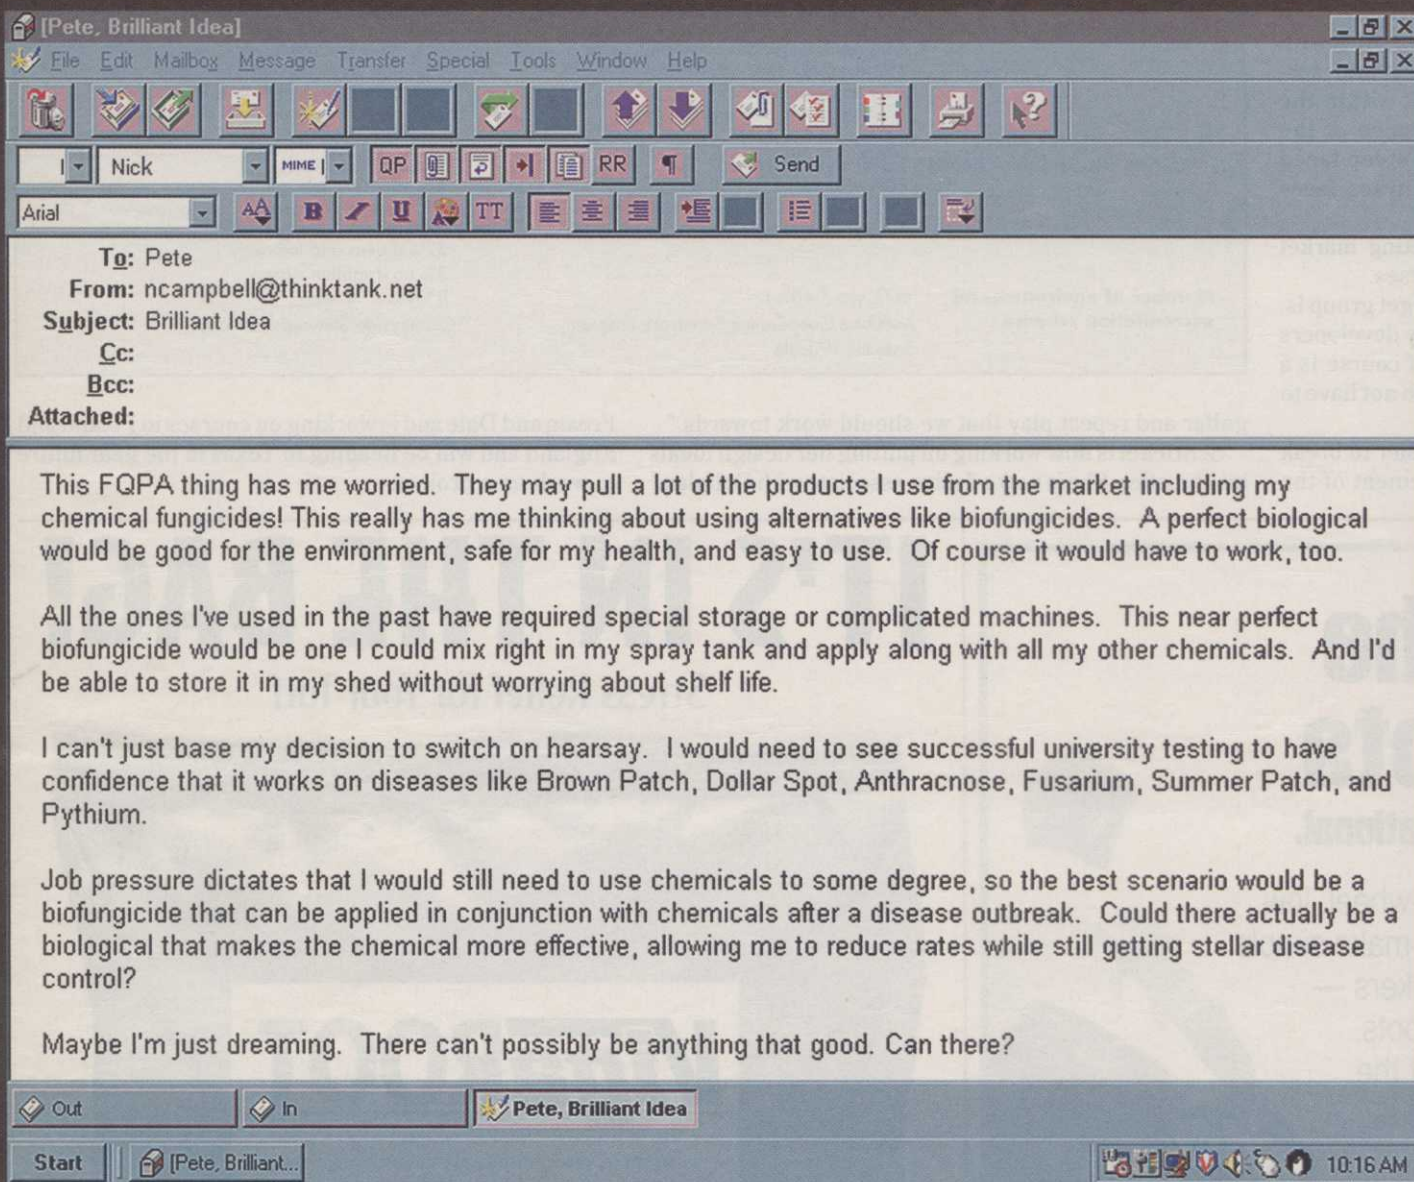 [Pete, Brilliant Idea]
File Edit Mailbox Message Transfer Special Tools Window Help
Nick MIME QP RR Send
Arial B I U TT
To: Pete
From: ncampbell@thinktank.net
Subject: Brilliant Idea
Cc:
Bcc:
Attached:
This FQPA thing has me worried. They may pull a lot of the products I use from the market including my
chemical fungicides! This really has me thinking about using alternatives like biofungicides. A perfect biological
would be good for the environment, safe for my health, and easy to use. Of course it would have to work, too.
All the ones I've used in the past have required special storage or complicated machines. This near perfect
biofungicide would be one I could mix right in my spray tank and apply along with all my other chemicals. And I'd
be able to store it in my shed without worrying about shelf life.
I can't just base my decision to switch on hearsay. I would need to see successful university testing to have
confidence that it works on diseases like Brown Patch, Dollar Spot, Anthracnose, Fusarium, Summer Patch, and
Pythium.
Job pressure dictates that I would still need to use chemicals to some degree, so the best scenario would be a
biofungicide that can be applied in conjunction with chemicals after a disease outbreak. Could there actually be a
biological that makes the chemical more effective, allowing me to reduce rates while still getting stellar disease
control?
Maybe I'm just dreaming. There can't possibly be anything that good. Can there?
Out In Pete, Brilliant Idea
Start [Pete, Brilliant... 10:16 AM